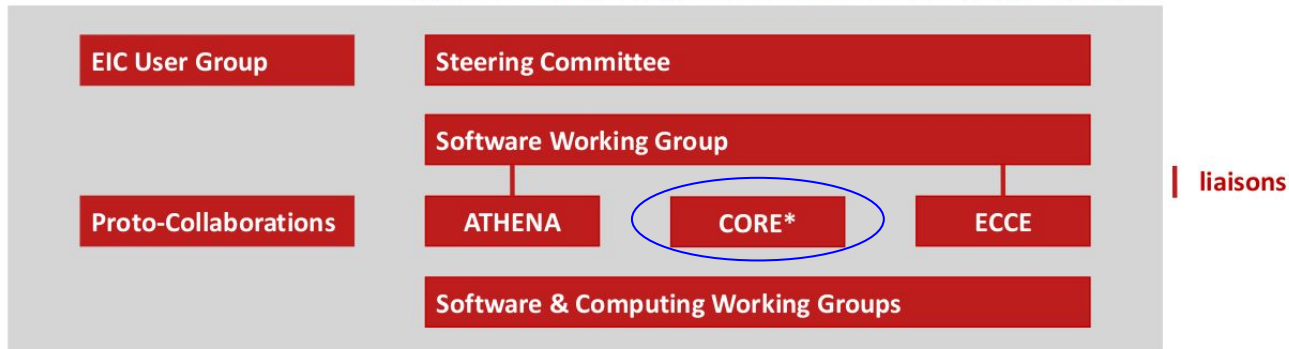 EIC User Group
Steering Committee
Software Working Group
liaisons
Proto-Collaborations
ATHENA
CORE*
ECCE
Software & Computing Working Groups